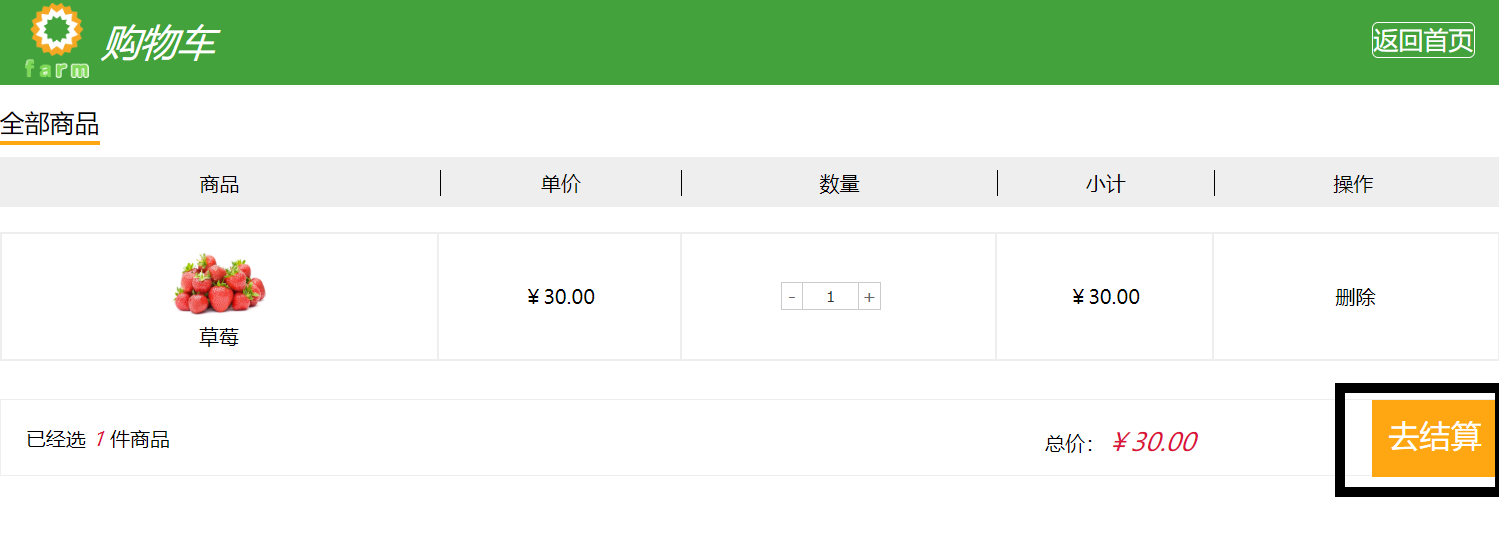 farm
购物车
返回首页
全部商品
商品 单价 数量 小计 操作
¥ 30.00 - 1 + ¥ 30.00 删除
草莓
已经选 1 件商品 总价： ¥ 30.00 去结算